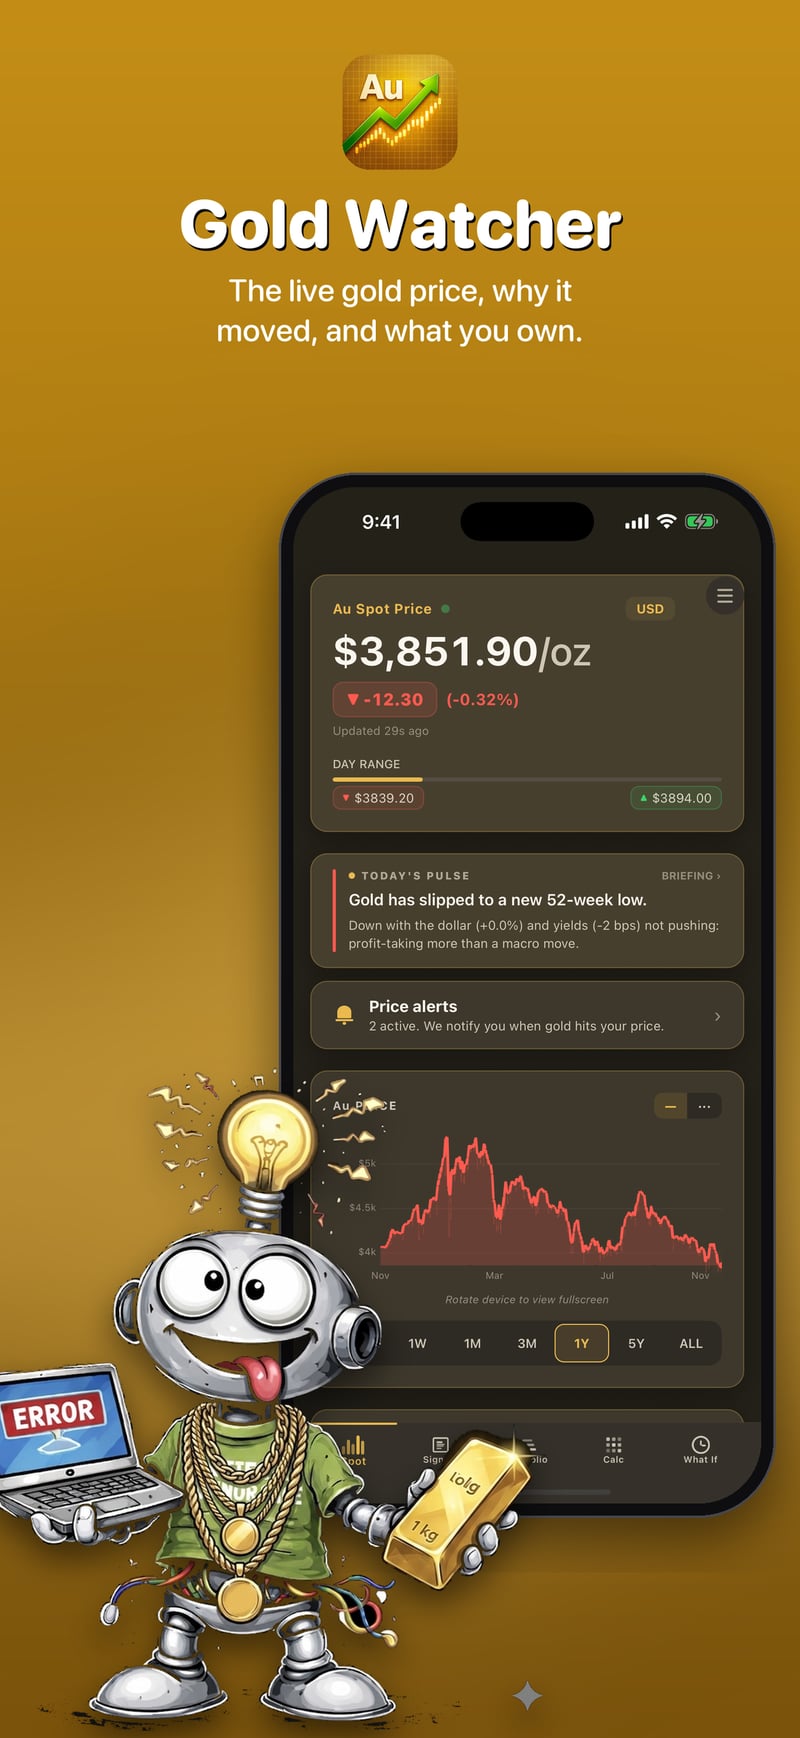 Au
Gold Watcher
The live gold price, why it
moved, and what you own.
9:41
Au Spot Price
USD
$3,851.90/oz
▼ -12.30 (-0.32%)
Updated 29s ago
DAY RANGE
▼ $3839.20
▲ $3894.00
TODAY'S PULSE
BRIEFING ›
Gold has slipped to a new 52-week low.
Down with the dollar (+0.0%) and yields (-2 bps) not pushing:
profit-taking more than a macro move.
Price alerts
2 active. We notify you when gold hits your price.
Au
$5k
$4.5k
$4k
Nov Mar Jul Nov
Rotate device to view fullscreen
1W 1M 3M 1Y 5Y ALL
Calc
What If
ERROR
1 kg